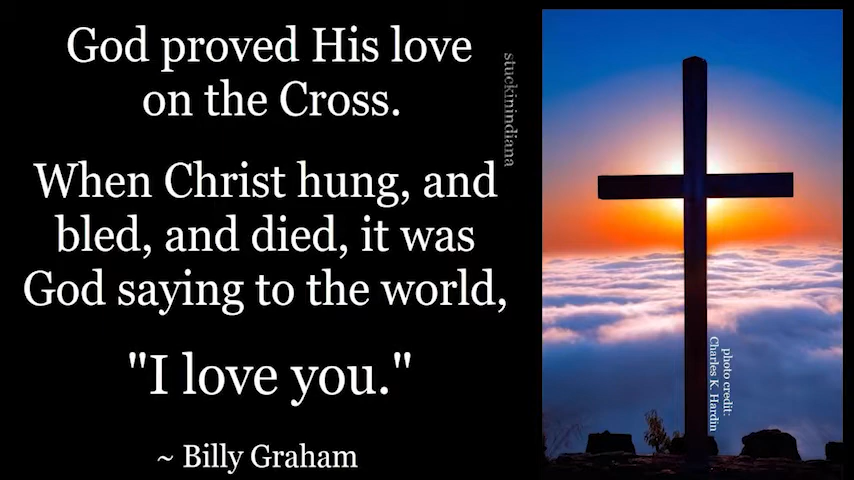 God proved His love
on the Cross.
When Christ hung, and
bled, and died, it was
God saying to the world,
"I love you."
~ Billy Graham
stuckinindiana
photo credit:
Charles K. Hardin